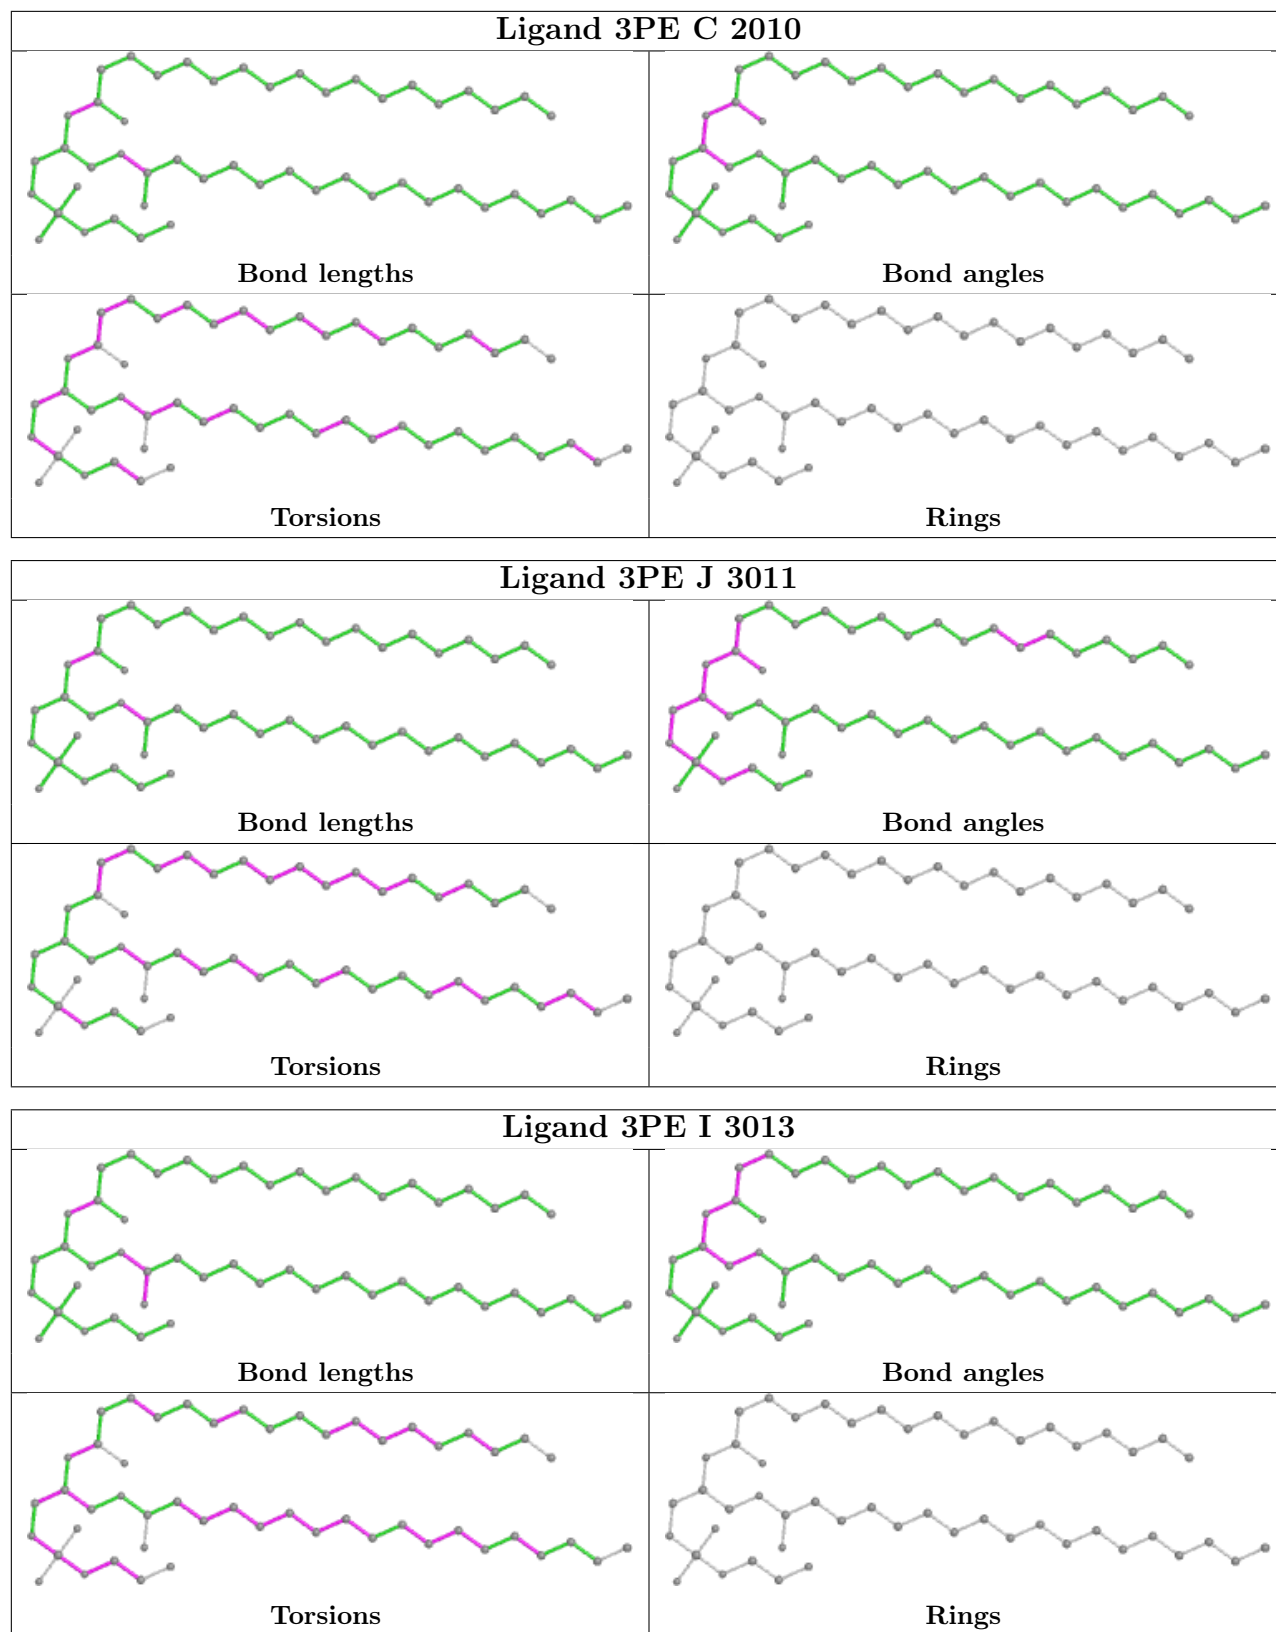 Ligand 3PE C 2010
Bond lengths
Bond angles
Torsions
Rings
Ligand 3PE J 3011
Bond lengths
Bond angles
Torsions
Rings
Ligand 3PE I 3013
Bond lengths
Bond angles
Torsions
Rings